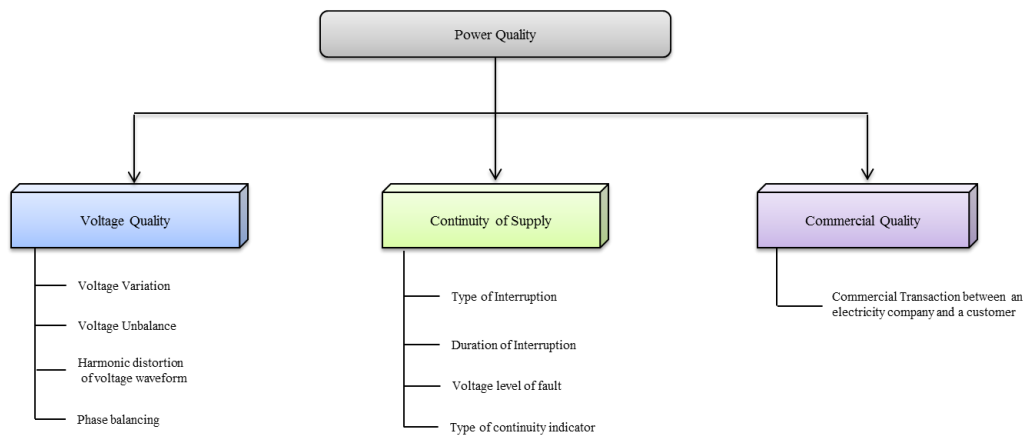 Power Quality
Voltage Quality
Voltage Variation
Voltage Unbalance
Harmonic distortion
of voltage waveform
Phase balancing
Continuity of Supply
Type of Interruption
Duration of Interruption
Voltage level of fault
Type of continuity indicator
Commercial Quality
Commercial Transaction between an
electricity company and a customer